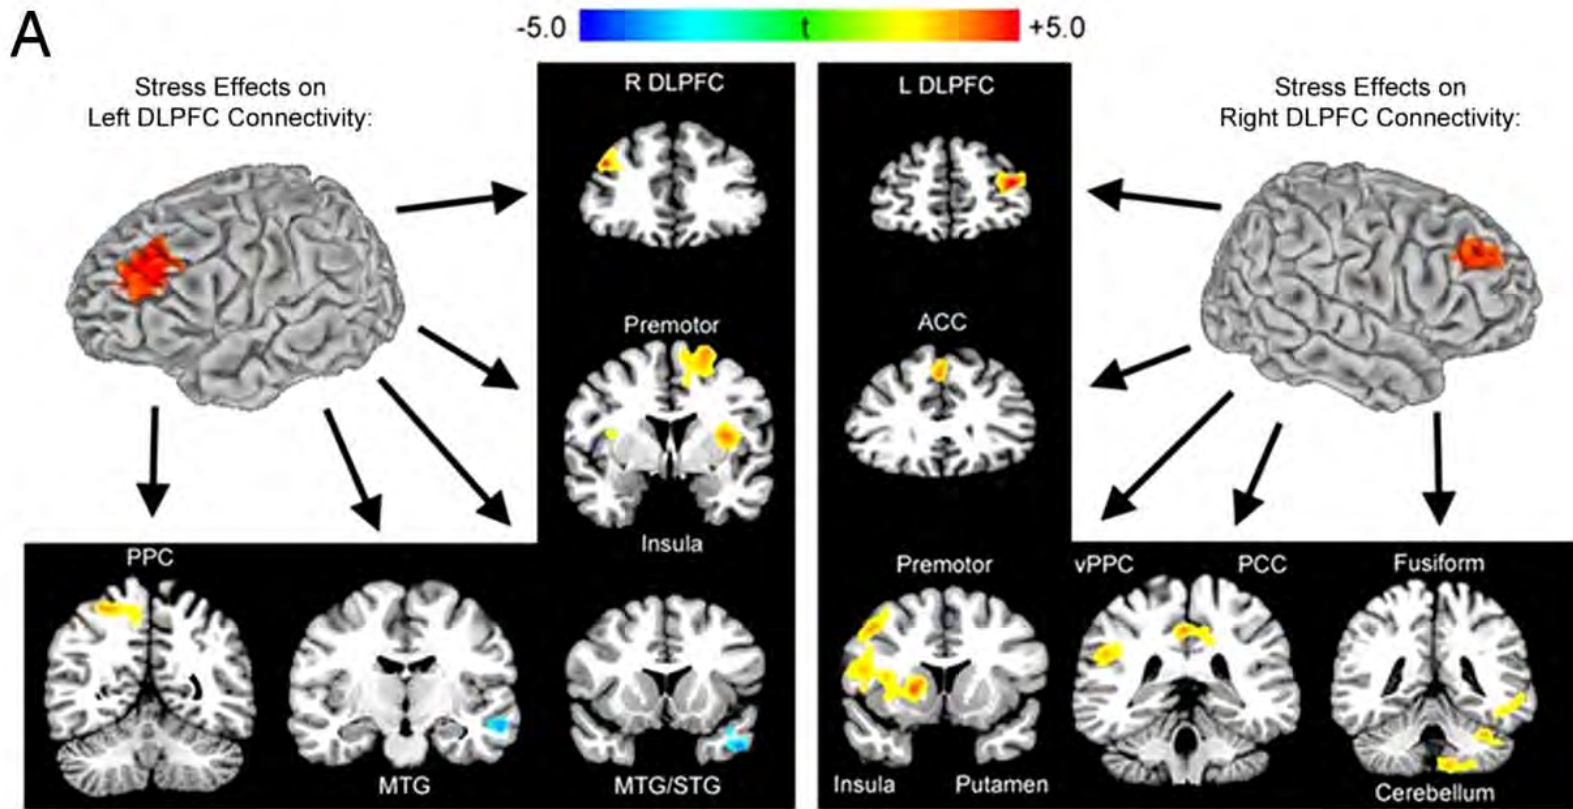 A
-5.0 t +5.0
Stress Effects on
Left DLPFC Connectivity:
R DLPFC
L DLPFC
Stress Effects on
Right DLPFC Connectivity:
Premotor
ACC
Insula
PPC
MTG
MTG/STG
Premotor
vPPC
PCC
Fusiform
Insula
Putamen
Cerebellum